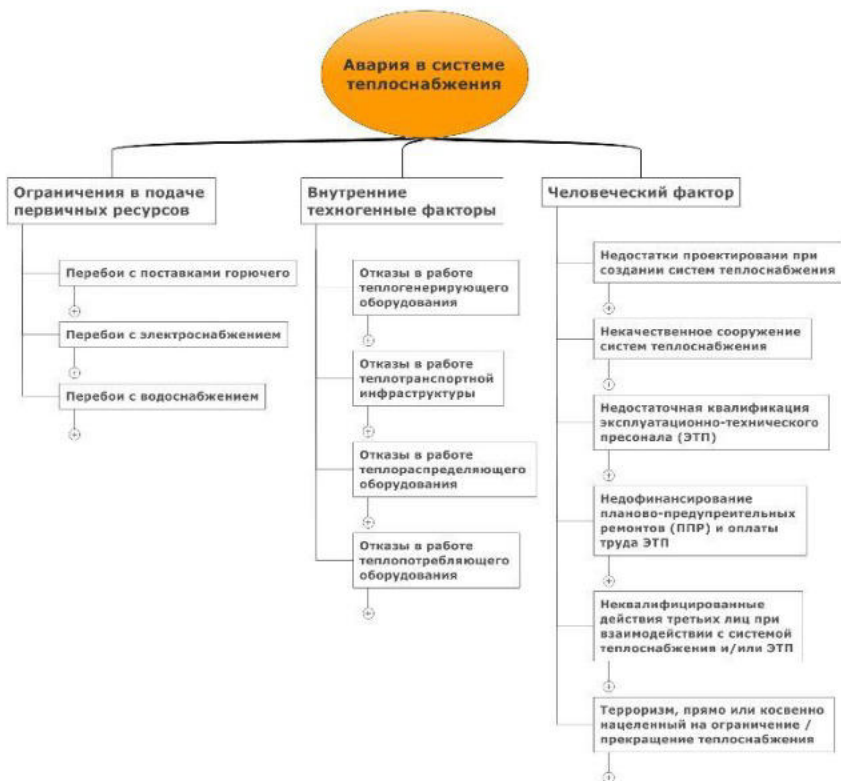 Авария в системе
теплоснабжения
Ограничения в подаче
первичных ресурсов
Перебои с поставками горючего
Перебои с электроснабжением
Перебои с водоснабжением
Внутренние
техногенные факторы
Отказы в работе
теплогенерирующего
оборудования
Отказы в работе
теплотранспортной
инфраструктуры
Отказы в работе
теплораспределяющего
оборудования
Отказы в работе
теплопотребляющего
оборудования
Человеческий фактор
Недостатки проектировани при
создании систем теплоснабжения
Некачественное сооружение
систем теплоснабжения
Недостаточная квалификация
эксплуатационно-технического
пресонала (ЭТП)
Недофинансирование
планово-предупреительных
ремонтов (ППР) и оплаты
труда ЭТП
Неквалифицированные
действия третьих лиц при
взаимодействии с системой
теплоснабжения и/или ЭТП
Терроризм, прямо или косвенно
нацеленный на ограничение /
прекращение теплоснабжения